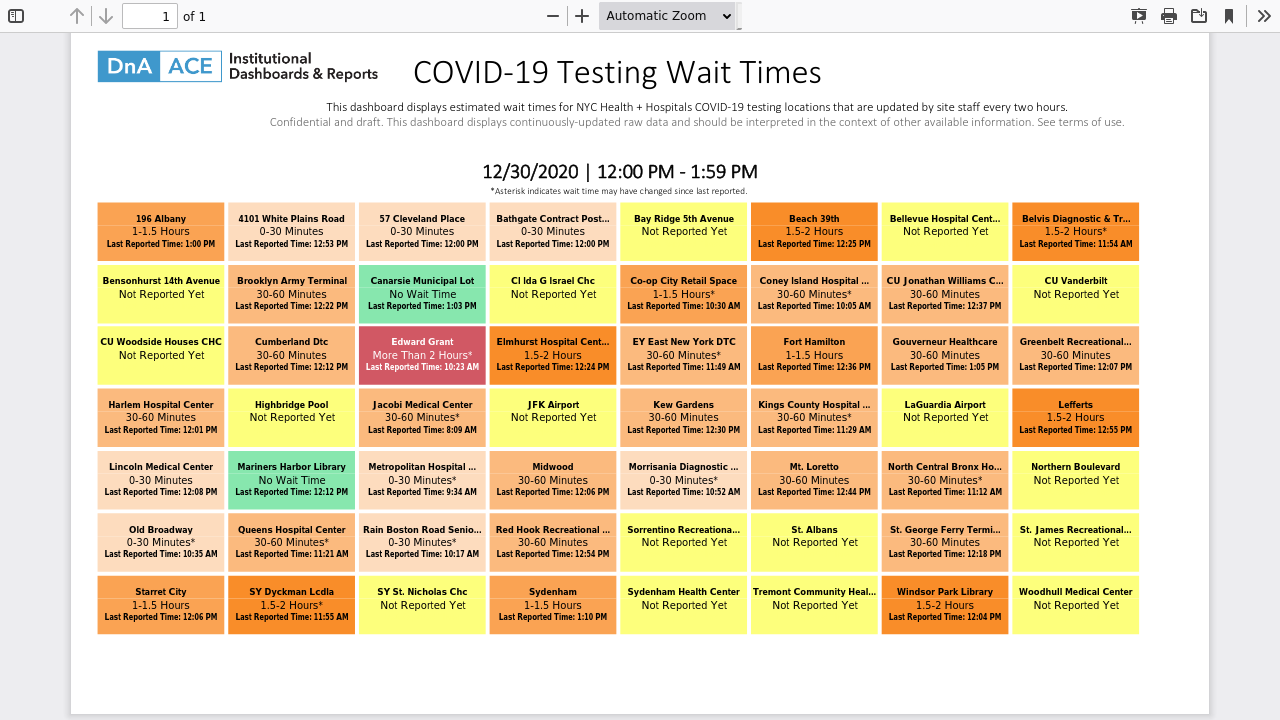 1 of 1
Automatic Zoom
DnA ACE Institutional
Dashboards & Reports
COVID-19 Testing Wait Times
This dashboard displays estimated wait times for NYC Health + Hospitals COVID-19 testing locations that are updated by site staff every two hours.
Confidential and draft. This dashboard displays continuously-updated raw data and should be interpreted in the context of other available information. See terms of use.
12/30/2020 | 12:00 PM - 1:59 PM
*Asterisk indicates wait time may have changed since last reported.
196 Albany
1-1.5 Hours
Last Reported Time: 1:00 PM
4101 White Plains Road
0-30 Minutes
Last Reported Time: 12:53 PM
57 Cleveland Place
0-30 Minutes
Last Reported Time: 12:00 PM
Bathgate Contract Post...
0-30 Minutes
Last Reported Time: 12:00 PM
Bay Ridge 5th Avenue
Not Reported Yet
Beach 39th
1.5-2 Hours
Last Reported Time: 12:25 PM
Bellevue Hospital Cent...
Not Reported Yet
Belvis Diagnostic & Tr...
1.5-2 Hours*
Last Reported Time: 11:54 AM
Bensonhurst 14th Avenue
Not Reported Yet
Brooklyn Army Terminal
30-60 Minutes
Last Reported Time: 12:22 PM
Canarsie Municipal Lot
No Wait Time
Last Reported Time: 1:03 PM
CI Ida G Israel Chc
Not Reported Yet
Co-op City Retail Space
1-1.5 Hours*
Last Reported Time: 10:30 AM
Coney Island Hospital ...
30-60 Minutes*
Last Reported Time: 10:05 AM
CU Jonathan Williams C...
30-60 Minutes
Last Reported Time: 12:37 PM
CU Vanderbilt
Not Reported Yet
CU Woodside Houses CHC
Not Reported Yet
Cumberland Dtc
30-60 Minutes
Last Reported Time: 12:12 PM
Edward Grant
More Than 2 Hours*
Last Reported Time: 10:23 AM
Elmhurst Hospital Cent...
1.5-2 Hours
Last Reported Time: 12:24 PM
EY East New York DTC
30-60 Minutes*
Last Reported Time: 11:49 AM
Fort Hamilton
1-1.5 Hours
Last Reported Time: 12:36 PM
Gouverneur Healthcare
30-60 Minutes
Last Reported Time: 1:05 PM
Greenbelt Recreational...
30-60 Minutes
Last Reported Time: 12:07 PM
Harlem Hospital Center
30-60 Minutes
Last Reported Time: 12:01 PM
Highbridge Pool
Not Reported Yet
Jacobi Medical Center
30-60 Minutes*
Last Reported Time: 8:09 AM
JFK Airport
Not Reported Yet
Kew Gardens
30-60 Minutes
Last Reported Time: 12:30 PM
Kings County Hospital ...
30-60 Minutes*
Last Reported Time: 11:29 AM
LaGuardia Airport
Not Reported Yet
Lefferts
1.5-2 Hours
Last Reported Time: 12:55 PM
Lincoln Medical Center
0-30 Minutes
Last Reported Time: 12:08 PM
Mariners Harbor Library
No Wait Time
Last Reported Time: 12:12 PM
Metropolitan Hospital ...
0-30 Minutes*
Last Reported Time: 9:34 AM
Midwood
30-60 Minutes
Last Reported Time: 12:06 PM
Morrisania Diagnostic ...
0-30 Minutes*
Last Reported Time: 10:52 AM
Mt. Loretto
30-60 Minutes
Last Reported Time: 12:44 PM
North Central Bronx Ho...
30-60 Minutes*
Last Reported Time: 11:12 AM
Northern Boulevard
Not Reported Yet
Old Broadway
0-30 Minutes*
Last Reported Time: 10:35 AM
Queens Hospital Center
30-60 Minutes*
Last Reported Time: 11:21 AM
Rain Boston Road Senio...
0-30 Minutes*
Last Reported Time: 10:17 AM
Red Hook Recreational ...
30-60 Minutes
Last Reported Time: 12:54 PM
Sorrentino Recreationa...
Not Reported Yet
St. Albans
Not Reported Yet
St. George Ferry Termi...
30-60 Minutes
Last Reported Time: 12:18 PM
St. James Recreational...
Not Reported Yet
Starret City
1-1.5 Hours
Last Reported Time: 12:06 PM
SY Dyckman Lcdla
1.5-2 Hours*
Last Reported Time: 11:55 AM
SY St. Nicholas Chc
Not Reported Yet
Sydenham
1-1.5 Hours
Last Reported Time: 1:10 PM
Sydenham Health Center
Not Reported Yet
Tremont Community Heal...
Not Reported Yet
Windsor Park Library
1.5-2 Hours
Last Reported Time: 12:04 PM
Woodhull Medical Center
Not Reported Yet